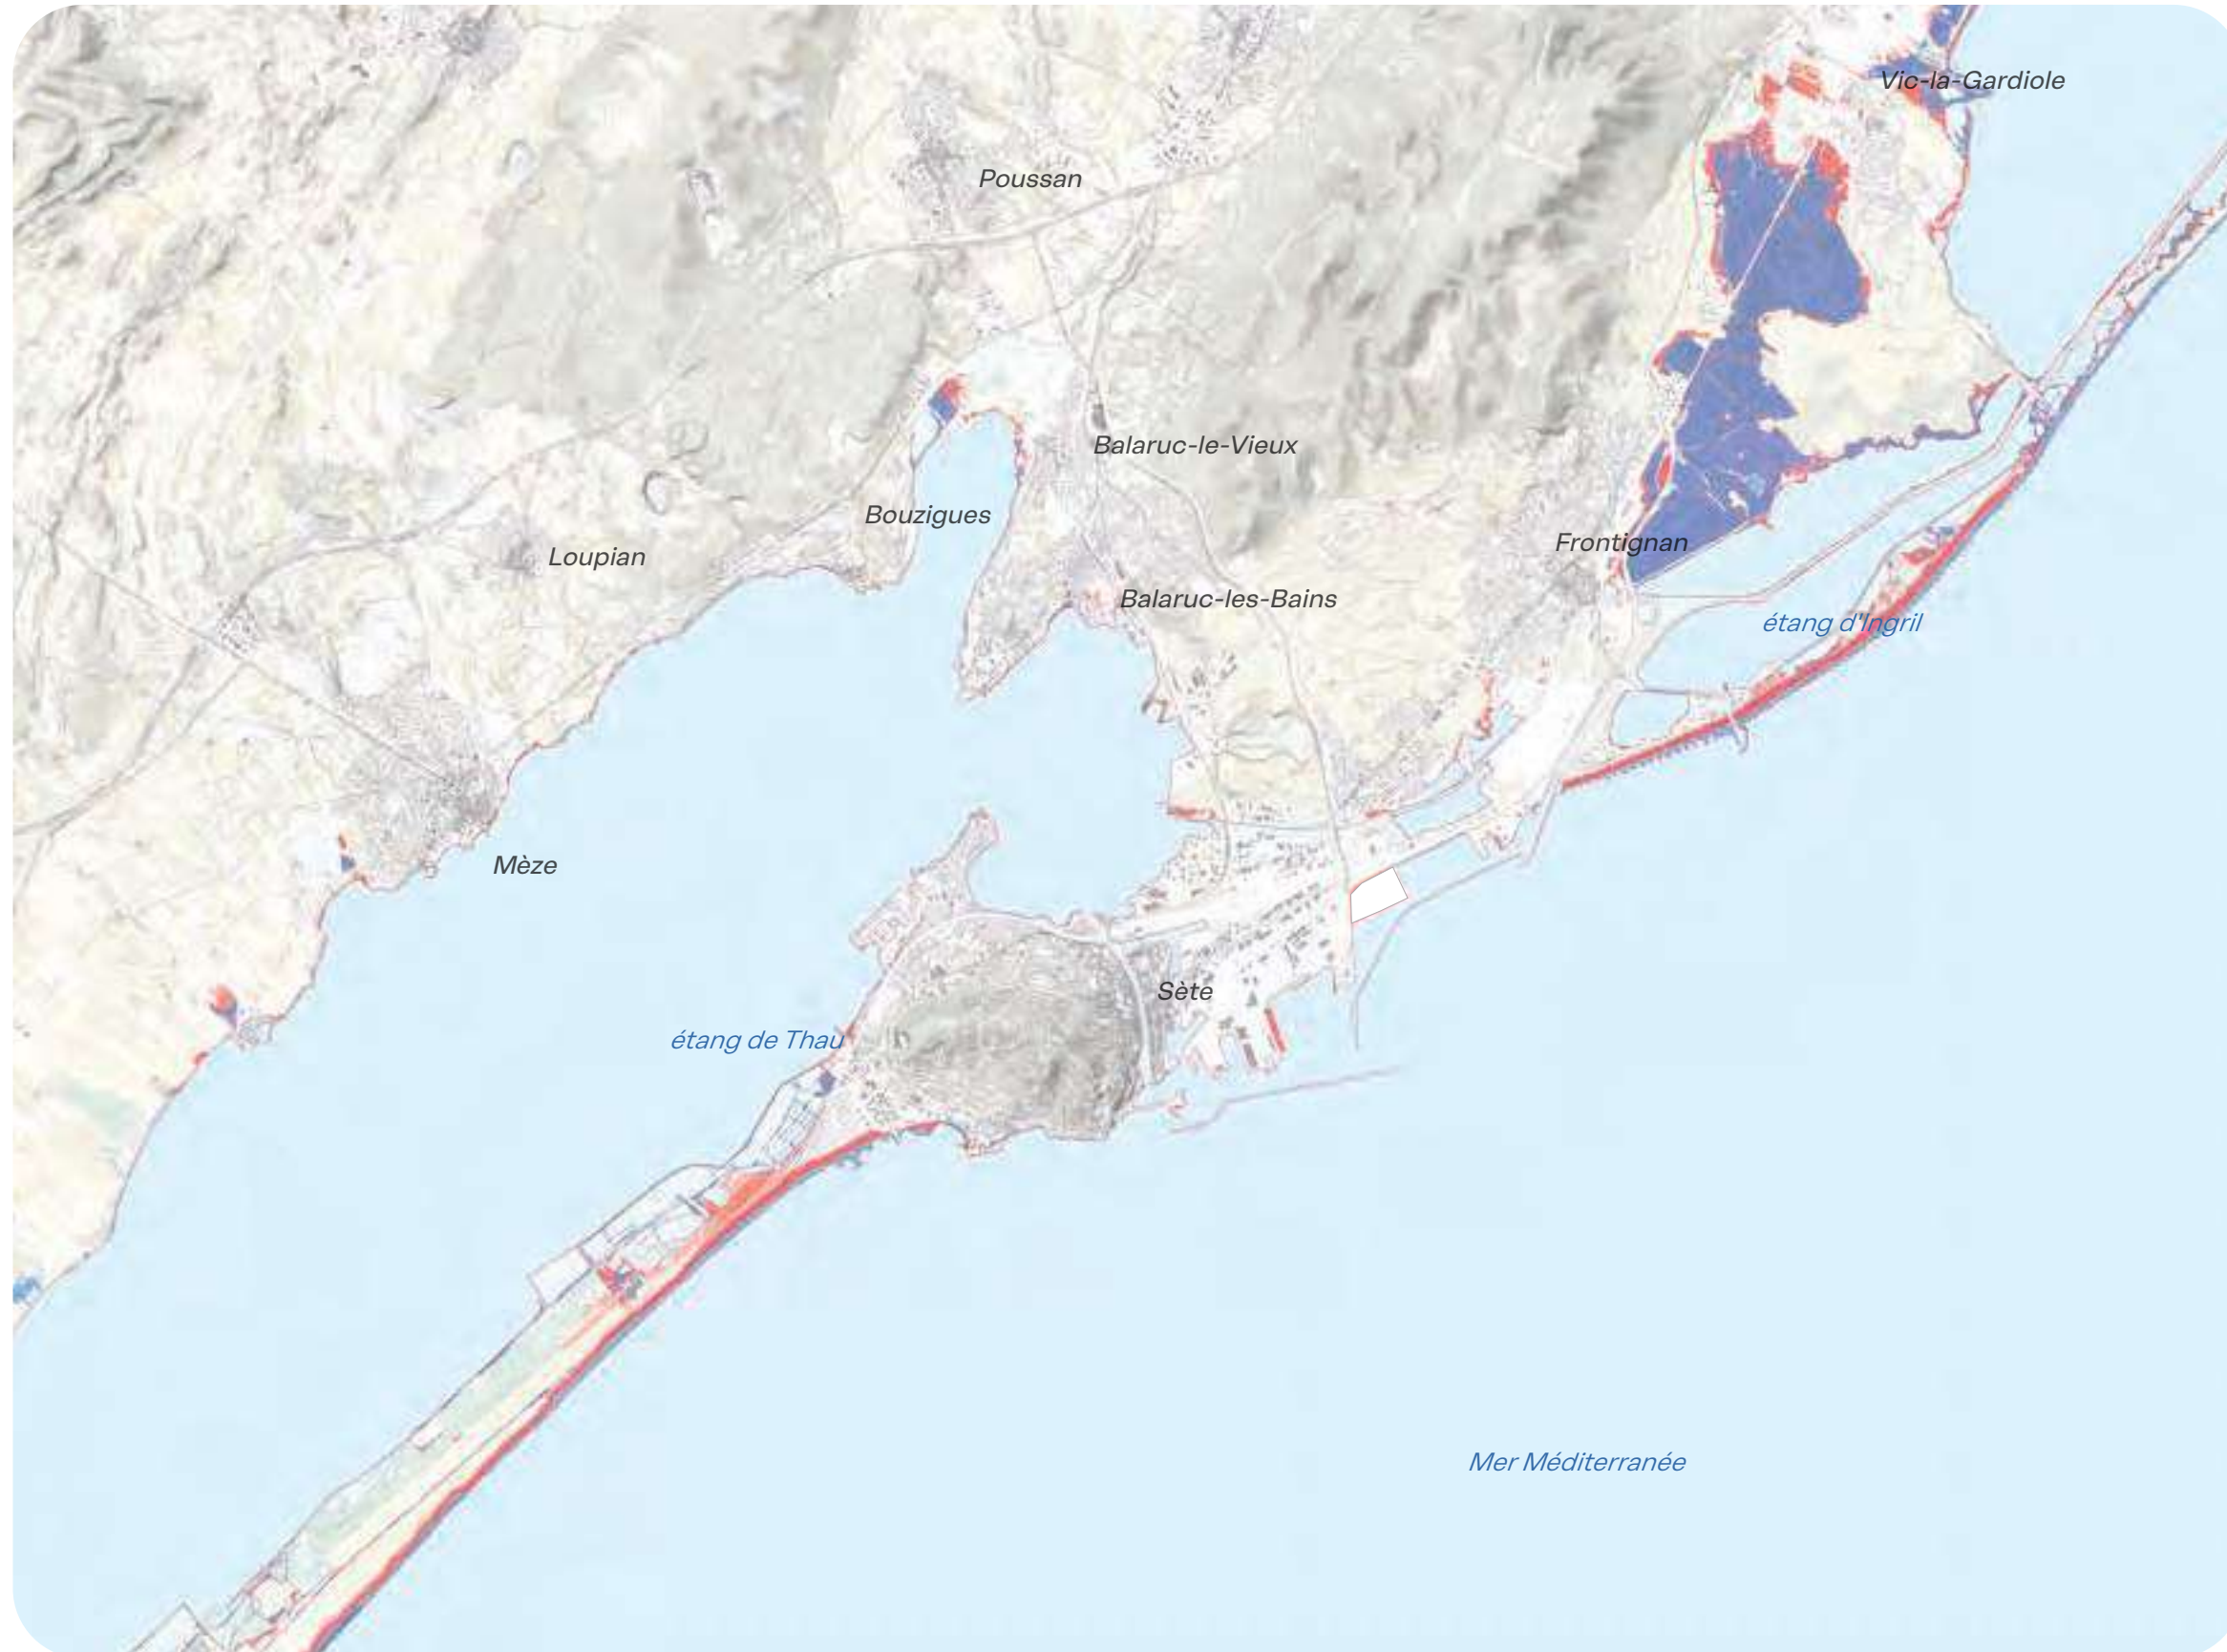 Vic-la-Gardiole
Poussan
Balaruc-le-Vieux
Bouzigues
Frontignan
Loupian
Balaruc-les-Bains
étang d'Ingril
Mèze
Sète
étang de Thau
Mer Méditerranée